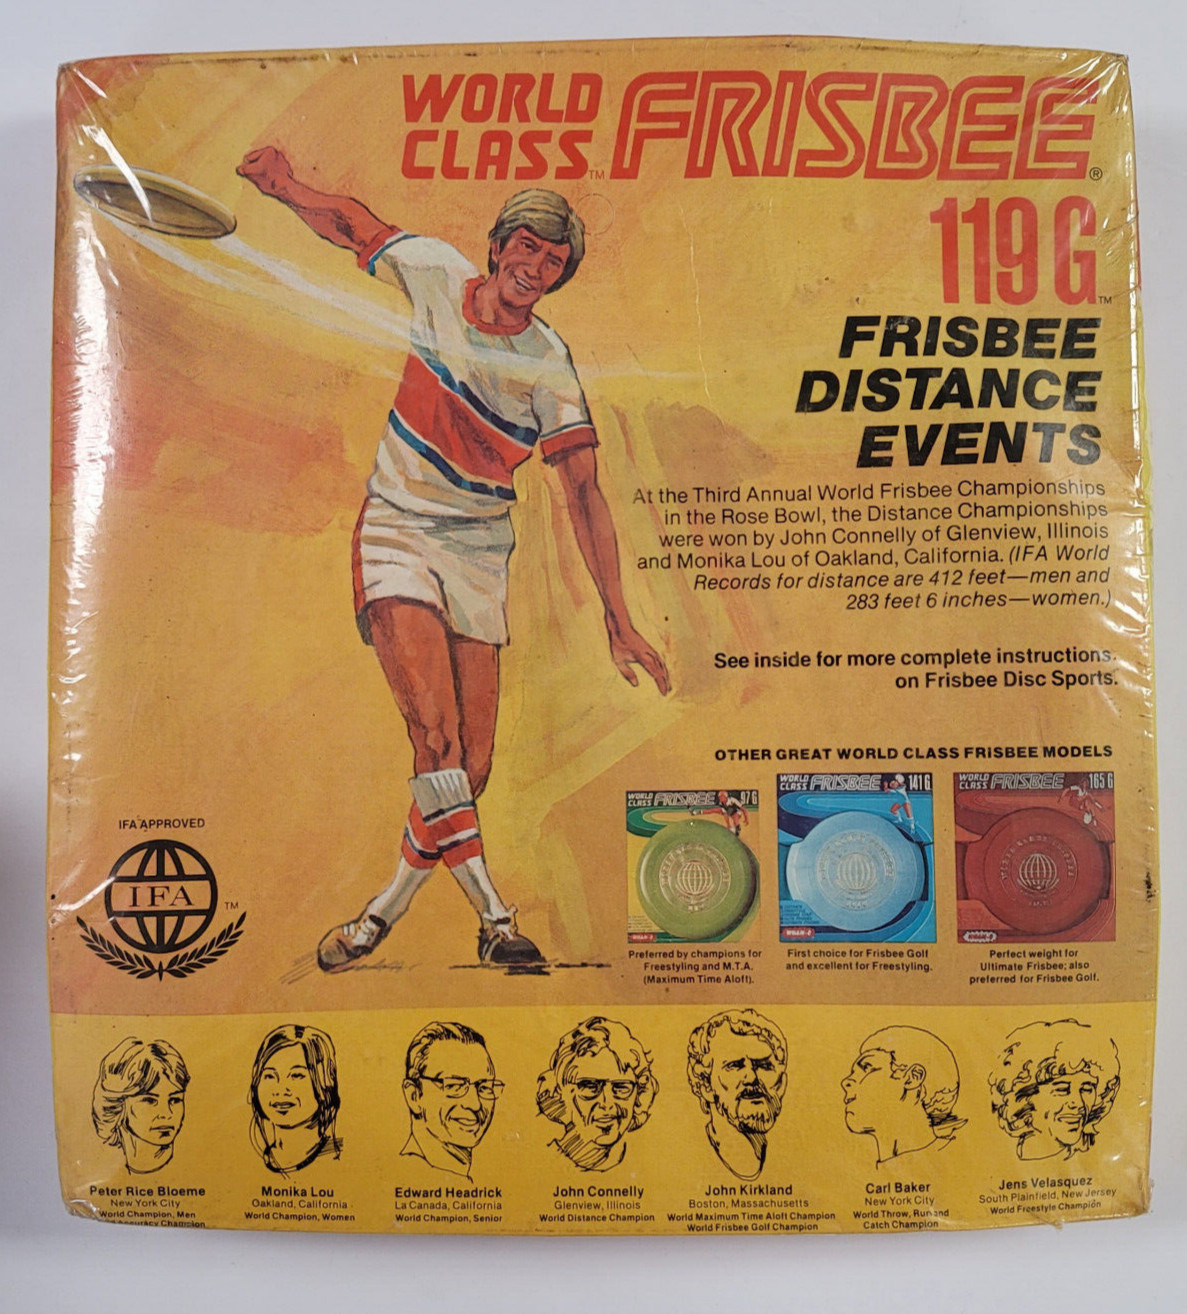 WORLD
CLASS™ FRISBEE®
119 G™
FRISBEE
DISTANCE
EVENTS
At the Third Annual World Frisbee Championships
in the Rose Bowl, the Distance Championships
were won by John Connelly of Glenview, Illinois
and Monika Lou of Oakland, California. (IFA World
Records for distance are 412 feet—men and
283 feet 6 inches—women.)
See inside for more complete instructions.
on Frisbee Disc Sports.
OTHER GREAT WORLD CLASS FRISBEE MODELS
WORLD
CLASS FRISBEE 97 G
WORLD
CLASS FRISBEE 141 G
WORLD
CLASS FRISBEE 165 G
WHAM-O
WHAM-O
WHAM-O
Preferred by champions for
Freestyling and M.T.A.
(Maximum Time Aloft).
First choice for Frisbee Golf
and excellent for Freestyling.
Perfect weight for
Ultimate Frisbee; also
preferred for Frisbee Golf.
IFA APPROVED
IFA™
Peter Rice Bloeme
New York City
World Champion, Men
Accuracy Champion
Monika Lou
Oakland, California
World Champion, Women
Edward Headrick
La Canada, California
World Champion, Senior
John Connelly
Glenview, Illinois
World Distance Champion
John Kirkland
Boston, Massachusetts
World Maximum Time Aloft Champion
World Frisbee Golf Champion
Carl Baker
New York City
World Throw, Run and
Catch Champion
Jens Velasquez
South Plainfield, New Jersey
World Freestyle Champion